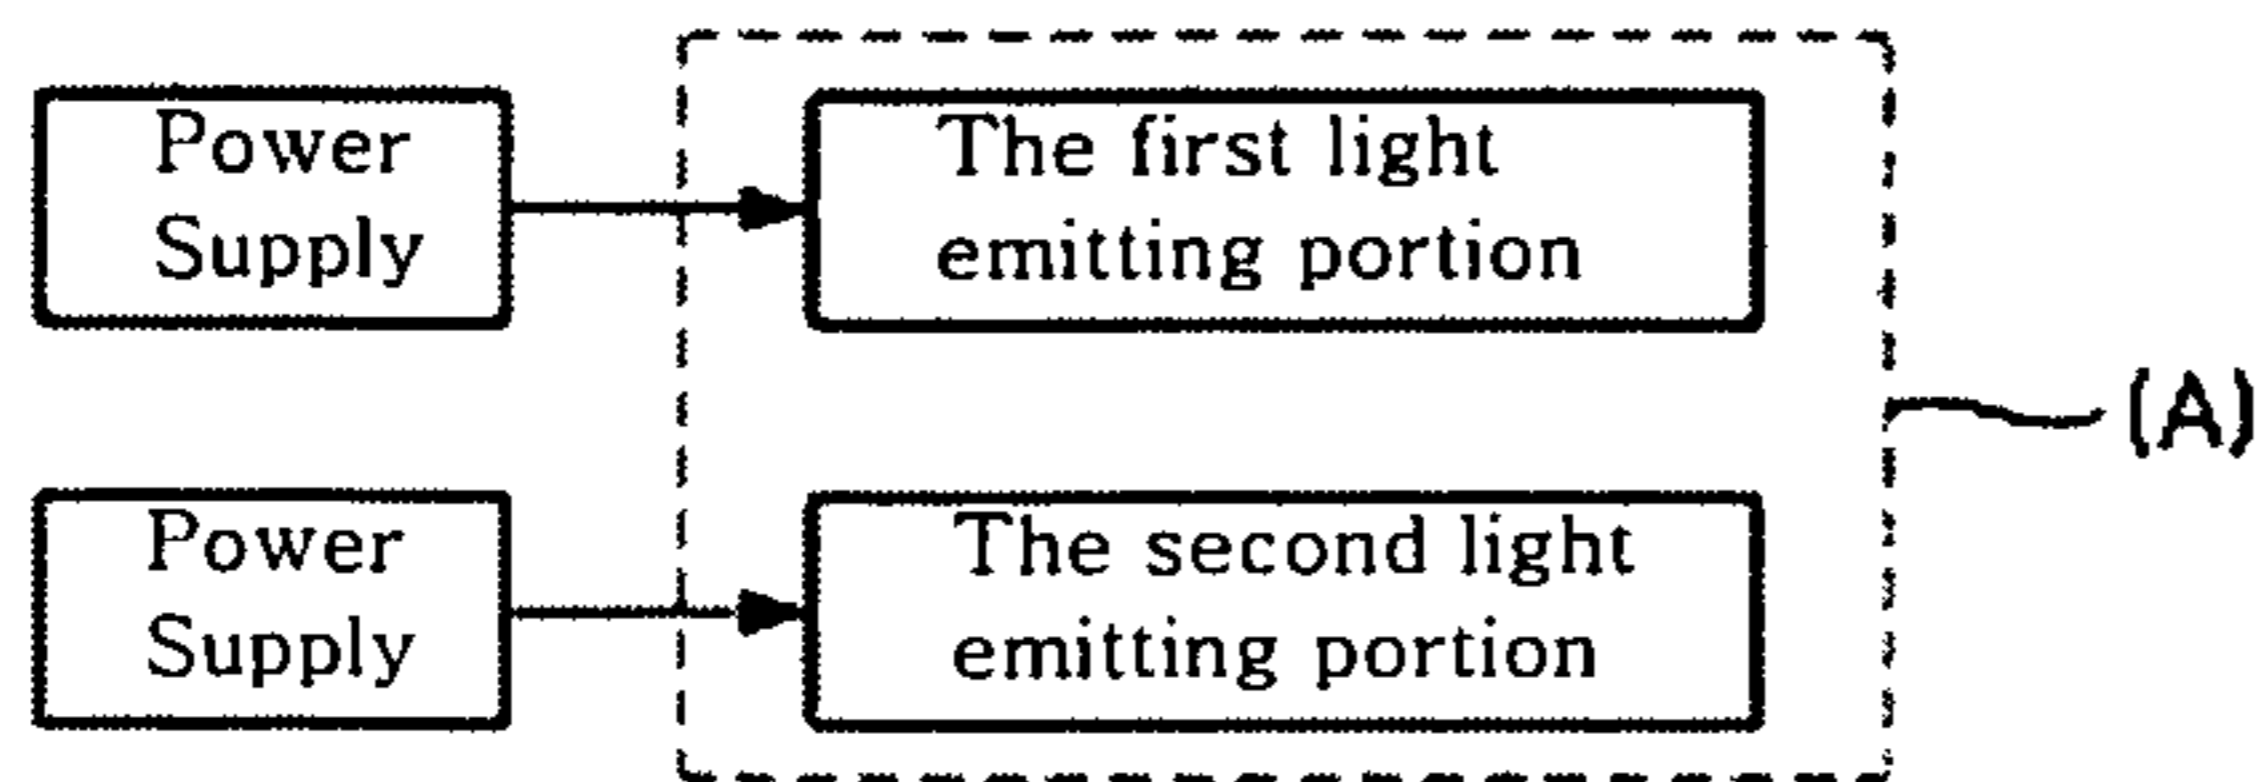 Power
Supply
The first light
emitting portion
(A)
Power
Supply
The second light
emitting portion